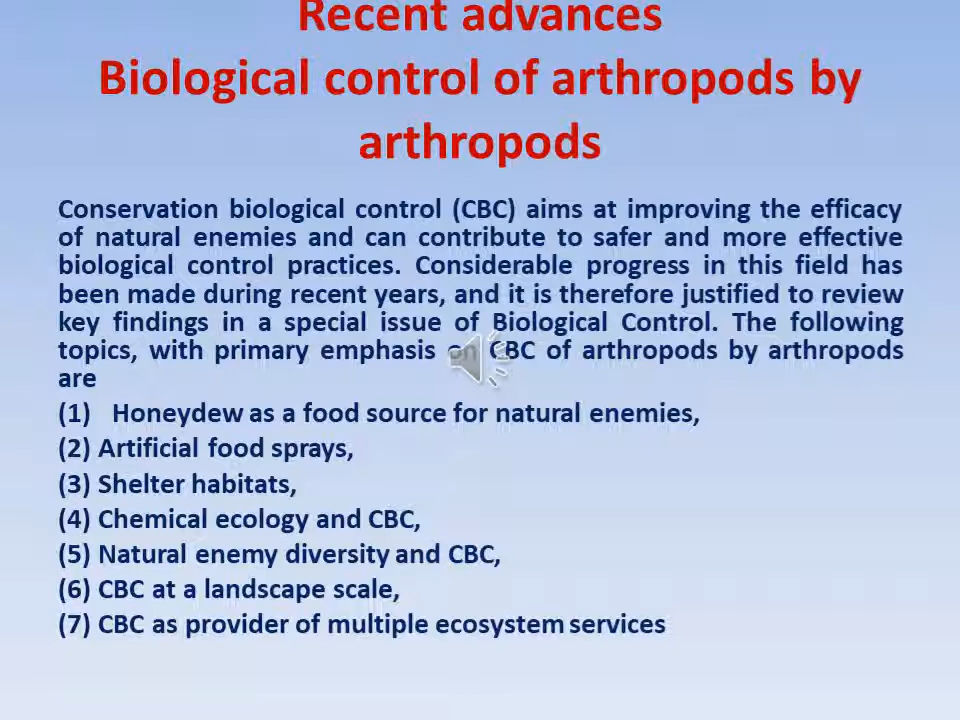 Recent advances
Biological control of arthropods by
arthropods
Conservation biological control (CBC) aims at improving the efficacy
of natural enemies and can contribute to safer and more effective
biological control practices. Considerable progress in this field has
been made during recent years, and it is therefore justified to review
key findings in a special issue of Biological Control. The following
topics, with primary emphasis on CBC of arthropods by arthropods
are
(1) Honeydew as a food source for natural enemies,
(2) Artificial food sprays,
(3) Shelter habitats,
(4) Chemical ecology and CBC,
(5) Natural enemy diversity and CBC,
(6) CBC at a landscape scale,
(7) CBC as provider of multiple ecosystem services